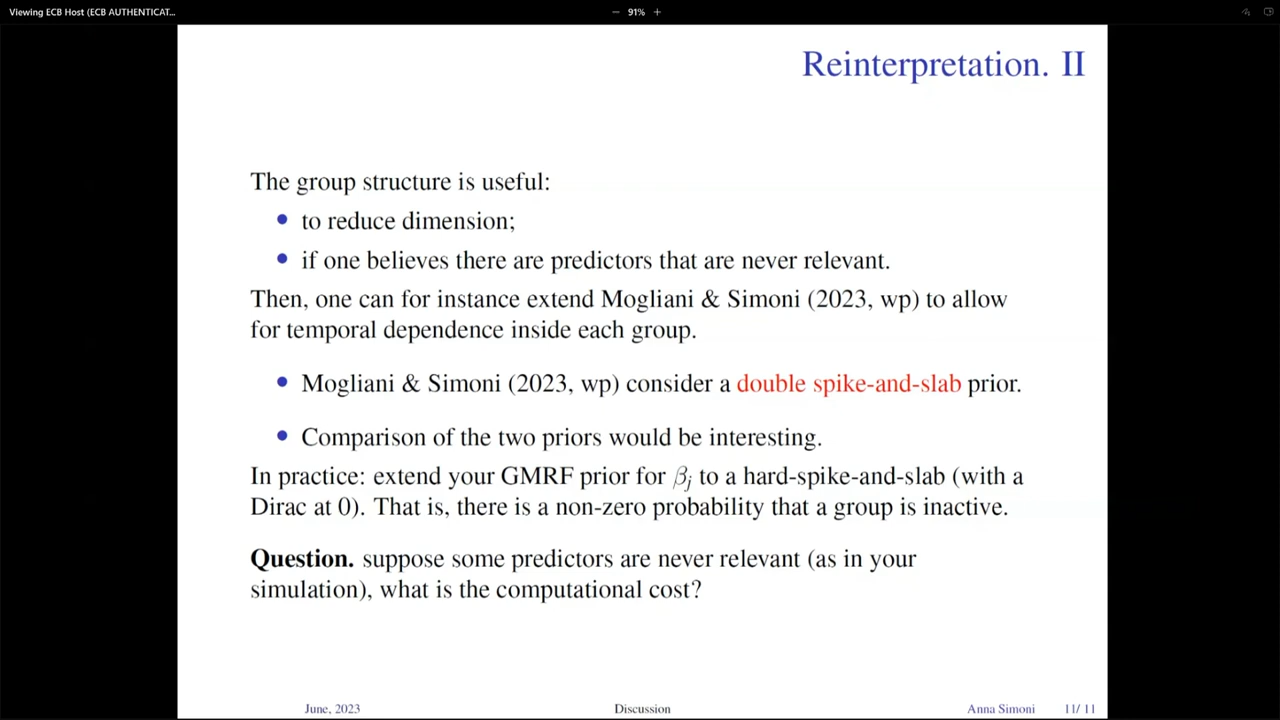 Viewing ECB Host (ECB AUTHENTICAT...
− 91% +
Reinterpretation. II
The group structure is useful:
• to reduce dimension;
• if one believes there are predictors that are never relevant.
Then, one can for instance extend Mogliani & Simoni (2023, wp) to allow
for temporal dependence inside each group.
• Mogliani & Simoni (2023, wp) consider a double spike-and-slab prior.
• Comparison of the two priors would be interesting.
In practice: extend your GMRF prior for βj to a hard-spike-and-slab (with a
Dirac at 0). That is, there is a non-zero probability that a group is inactive.
Question. suppose some predictors are never relevant (as in your
simulation), what is the computational cost?
June, 2023 Discussion Anna Simoni 11/ 11